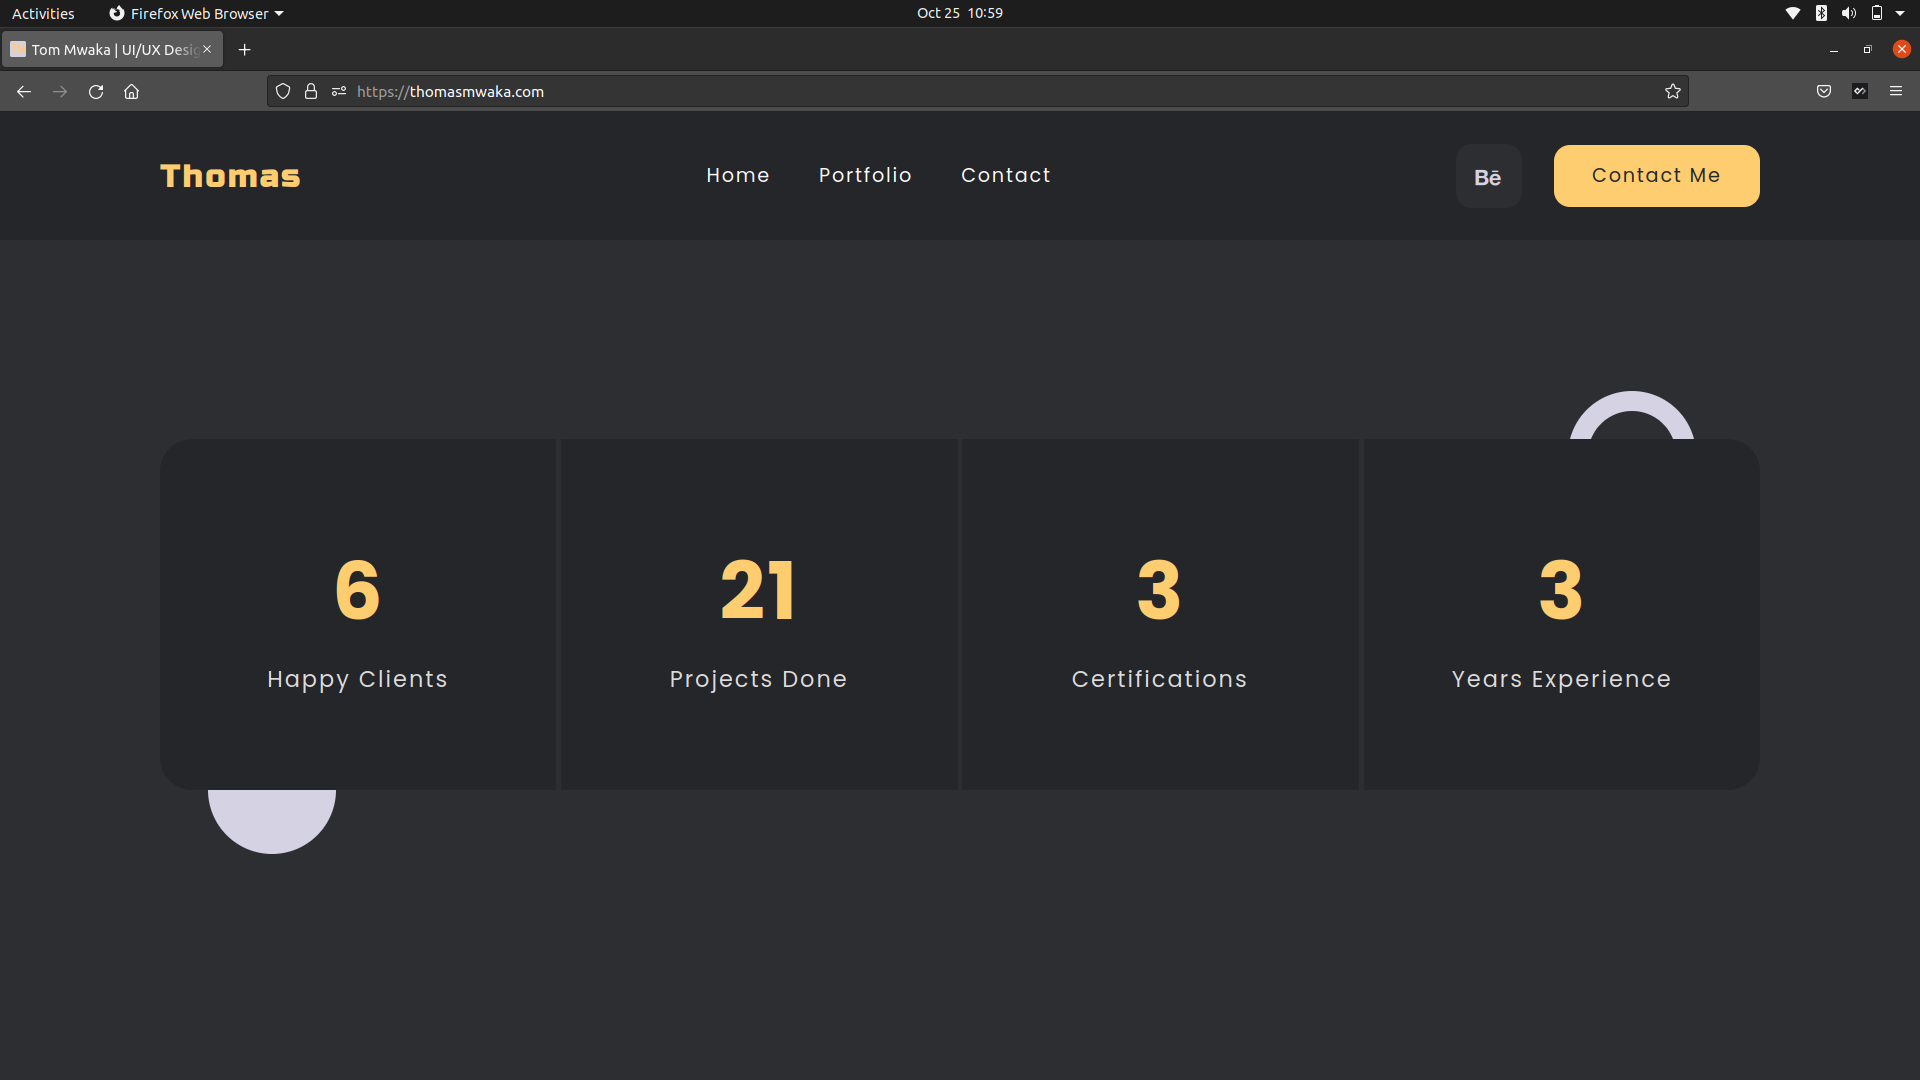 Activities
Firefox Web Browser
Oct 25 10:59
Tom Mwaka | UI/UX Desig
https://thomasmwaka.com
Thomas
Home
Portfolio
Contact
Bē
Contact Me
6
21
3
3
Happy Clients
Projects Done
Certifications
Years Experience